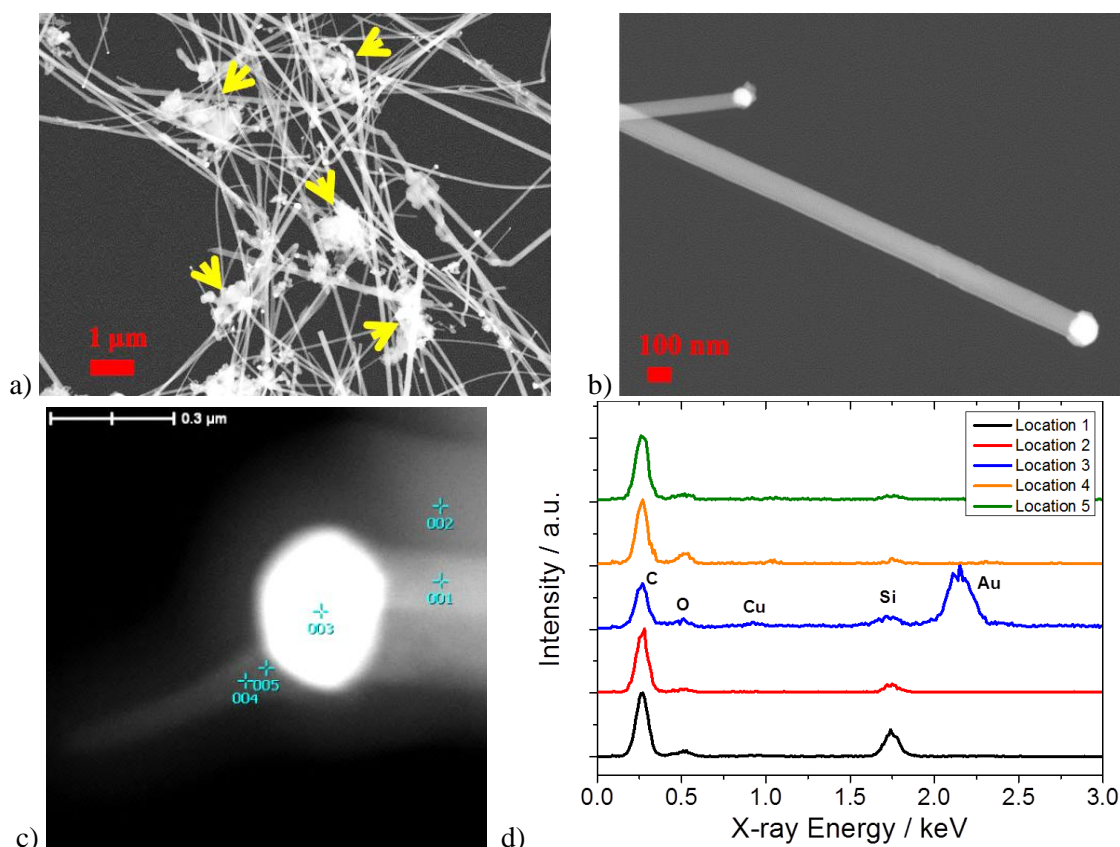 1 µm
a)
100 nm
b)
0.3 µm
002
001
003
005
004
c)
d)
Location 1
Location 2
Location 3
Location 4
Location 5
C
O
Cu
Si
Au
Intensity / a.u.
0.0 0.5 1.0 1.5 2.0 2.5 3.0
X-ray Energy / keV